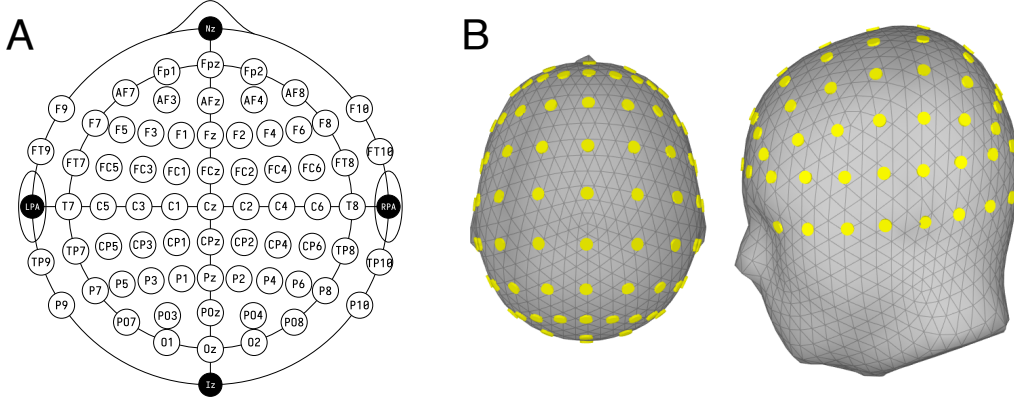 A
B
Nz
Fp1 Fpz Fp2
AF7 AF3 AFz AF4 AF8
F9 F10
F7 F5 F3 F1 Fz F2 F4 F6 F8
FT9 FT10
FT7 FC5 FC3 FC1 FCz FC2 FC4 FC6 FT8
LPA T7 C5 C3 C1 Cz C2 C4 C6 T8 RPA
TP9 TP7 CP5 CP3 CP1 CPz CP2 CP4 CP6 TP8 TP10
P9 P7 P5 P3 P1 Pz P2 P4 P6 P8 P10
PO7 PO3 POz PO4 PO8
O1 Oz O2
Iz